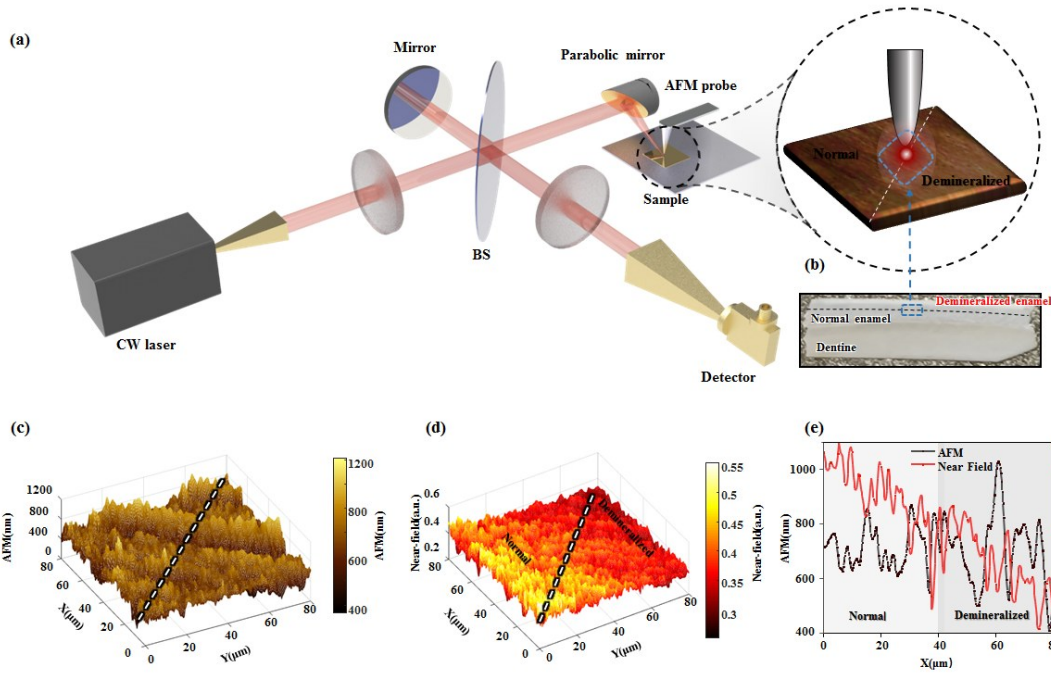 (a)
Mirror
Parabolic mirror
AFM probe
Sample
BS
CW laser
Detector
Normal
Demineralized
(b)
Demineralized enamel
Normal enamel
Dentine
(c)
AFM(nm)
1200
800
400
0
80
60
40
20
0
X(μm)
0
20
40
60
80
Y(μm)
1200
1000
800
600
400
AFM(nm)
(d)
Near-field(a.u.)
0.6
0.4
0.2
80
60
40
20
0
X(μm)
0
20
40
60
80
Y(μm)
Normal
Demineralized
0.55
0.5
0.45
0.4
0.35
0.3
Near-field(a.u.)
(e)
AFM
Near Field
AFM(nm)
1000
800
600
400
Normal
Demineralized
0 20 40 60 80
X(μm)